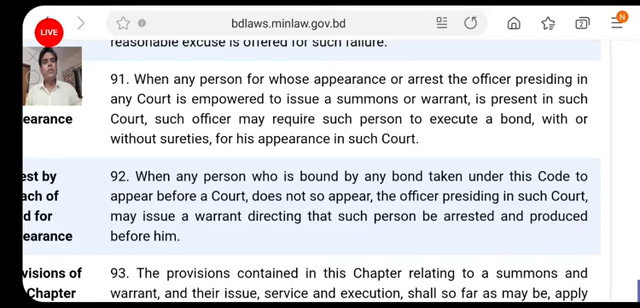 LIVE
bdlaws.minlaw.gov.bd
2
N
reasonable excuse is offered for such failure.
91. When any person for whose appearance or arrest the officer presiding in
any Court is empowered to issue a summons or warrant, is present in such
earance
Court, such officer may require such person to execute a bond, with or
without sureties, for his appearance in such Court.
est by
92. When any person who is bound by any bond taken under this Code to
ach of
appear before a Court, does not so appear, the officer presiding in such Court,
d for
may issue a warrant directing that such person be arrested and produced
earance
before him.
visions of
93. The provisions contained in this Chapter relating to a summons and
Chapter
warrant, and their issue, service and execution, shall so far as may be, apply